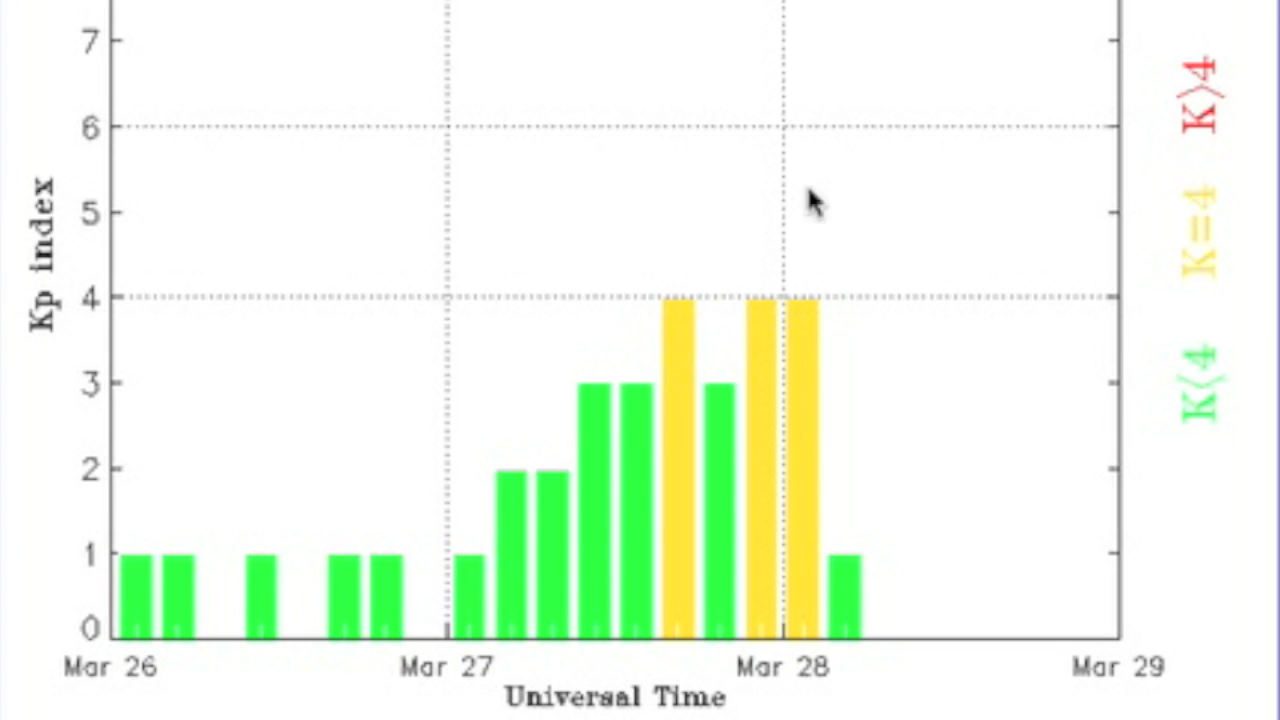 7
6
5
4
3
2
1
0
Kp index
Mar 26
Mar 27
Mar 28
Mar 29
Universal Time
K>4
K=4
K<4